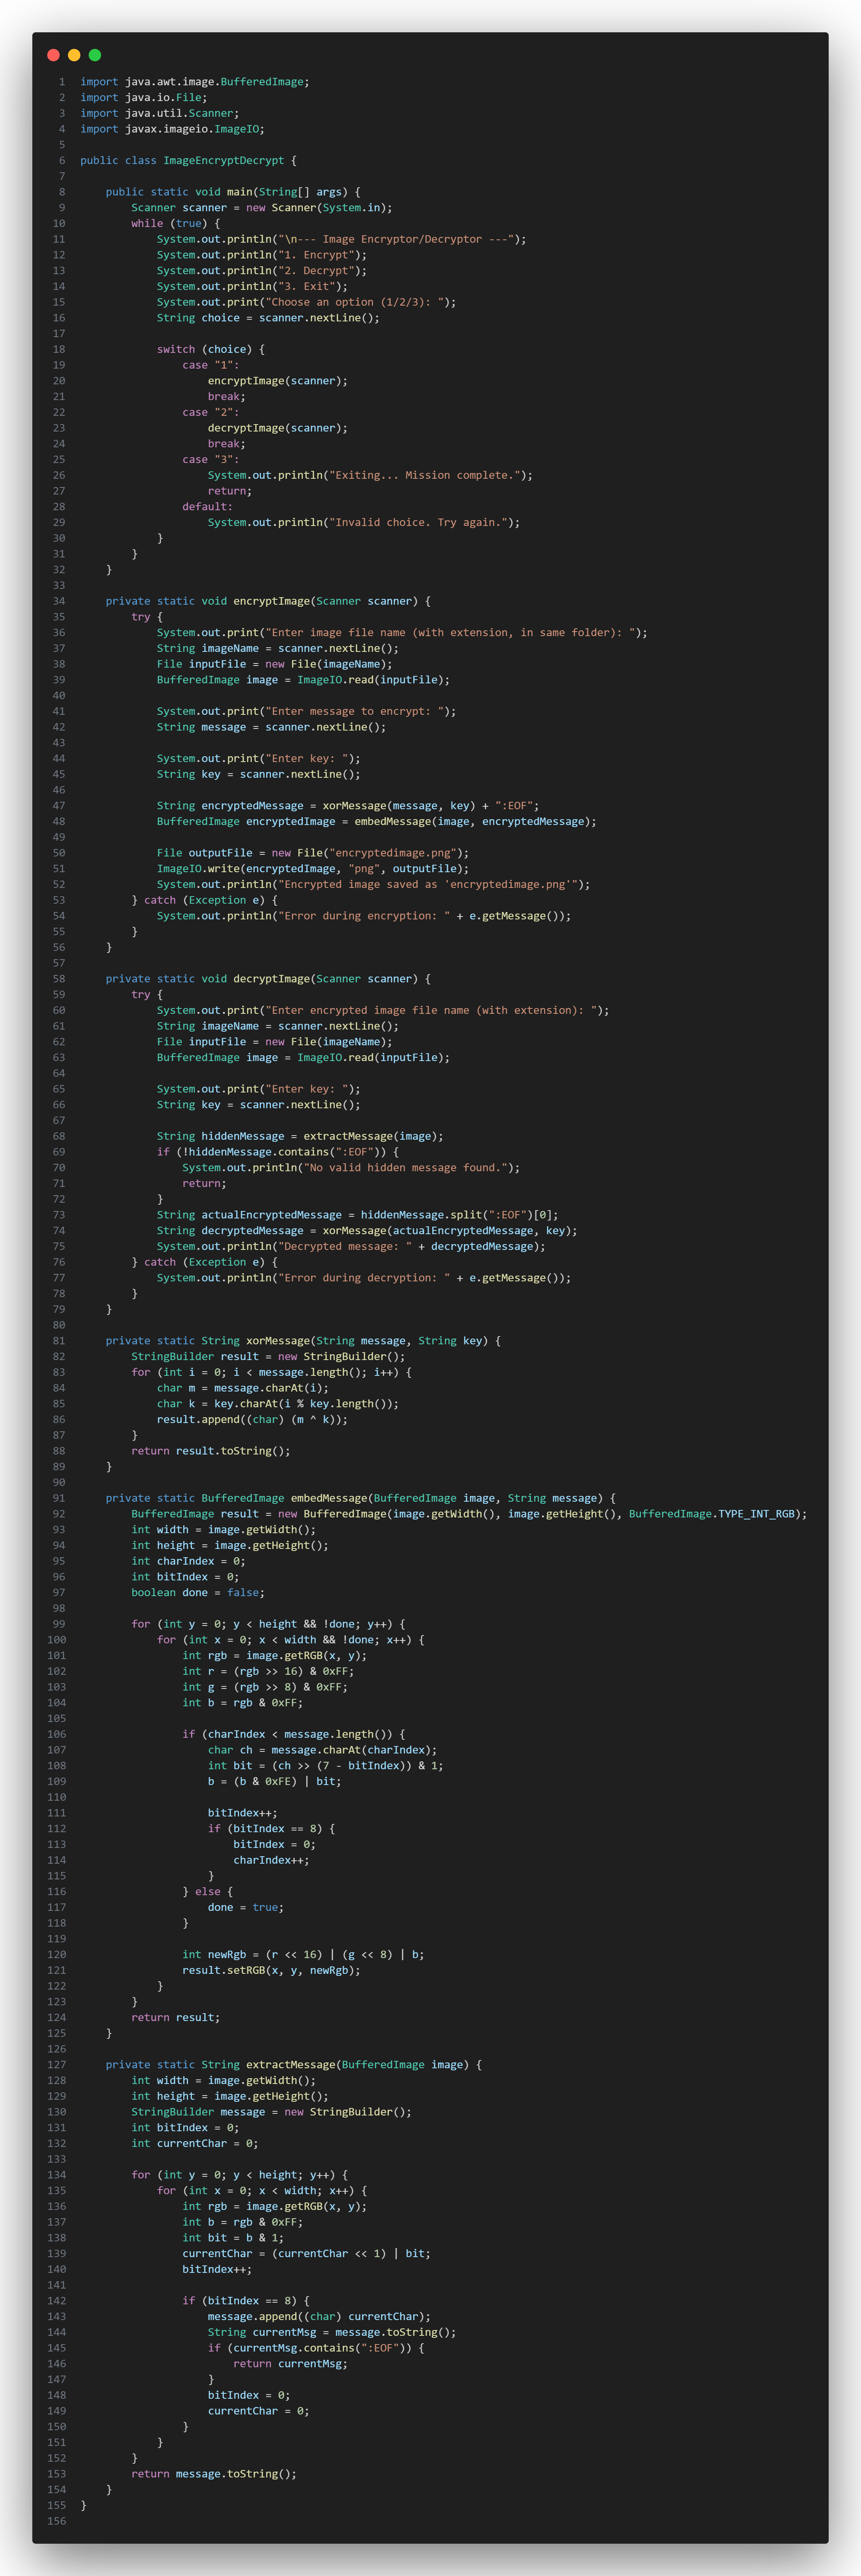 1 import java.awt.image.BufferedImage;
2 import java.io.File;
3 import java.util.Scanner;
4 import javax.imageio.ImageIO;
5
6 public class ImageEncryptDecrypt {
7
8     public static void main(String[] args) {
9         Scanner scanner = new Scanner(System.in);
10         while (true) {
11             System.out.println("\n--- Image Encryptor/Decryptor ---");
12             System.out.println("1. Encrypt");
13             System.out.println("2. Decrypt");
14             System.out.println("3. Exit");
15             System.out.print("Choose an option (1/2/3): ");
16             String choice = scanner.nextLine();
17
18             switch (choice) {
19                 case "1":
20                     encryptImage(scanner);
21                     break;
22                 case "2":
23                     decryptImage(scanner);
24                     break;
25                 case "3":
26                     System.out.println("Exiting... Mission complete.");
27                     return;
28                 default:
29                     System.out.println("Invalid choice. Try again.");
30             }
31         }
32     }
33
34     private static void encryptImage(Scanner scanner) {
35         try {
36             System.out.print("Enter image file name (with extension, in same folder): ");
37             String imageName = scanner.nextLine();
38             File inputFile = new File(imageName);
39             BufferedImage image = ImageIO.read(inputFile);
40
41             System.out.print("Enter message to encrypt: ");
42             String message = scanner.nextLine();
43
44             System.out.print("Enter key: ");
45             String key = scanner.nextLine();
46
47             String encryptedMessage = xorMessage(message, key) + ":EOF";
48             BufferedImage encryptedImage = embedMessage(image, encryptedMessage);
49
50             File outputFile = new File("encryptedimage.png");
51             ImageIO.write(encryptedImage, "png", outputFile);
52             System.out.println("Encrypted image saved as 'encryptedimage.png'");
53         } catch (Exception e) {
54             System.out.println("Error during encryption: " + e.getMessage());
55         }
56     }
57
58     private static void decryptImage(Scanner scanner) {
59         try {
60             System.out.print("Enter encrypted image file name (with extension): ");
61             String imageName = scanner.nextLine();
62             File inputFile = new File(imageName);
63             BufferedImage image = ImageIO.read(inputFile);
64
65             System.out.print("Enter key: ");
66             String key = scanner.nextLine();
67
68             String hiddenMessage = extractMessage(image);
69             if (!hiddenMessage.contains(":EOF")) {
70                 System.out.println("No valid hidden message found.");
71                 return;
72             }
73             String actualEncryptedMessage = hiddenMessage.split(":EOF")[0];
74             String decryptedMessage = xorMessage(actualEncryptedMessage, key);
75             System.out.println("Decrypted message: " + decryptedMessage);
76         } catch (Exception e) {
77             System.out.println("Error during decryption: " + e.getMessage());
78         }
79     }
80
81     private static String xorMessage(String message, String key) {
82         StringBuilder result = new StringBuilder();
83         for (int i = 0; i < message.length(); i++) {
84             char m = message.charAt(i);
85             char k = key.charAt(i % key.length());
86             result.append((char) (m ^ k));
87         }
88         return result.toString();
89     }
90
91     private static BufferedImage embedMessage(BufferedImage image, String message) {
92         BufferedImage result = new BufferedImage(image.getWidth(), image.getHeight(), BufferedImage.TYPE_INT_RGB);
93         int width = image.getWidth();
94         int height = image.getHeight();
95         int charIndex = 0;
96         int bitIndex = 0;
97         boolean done = false;
98
99         for (int y = 0; y < height && !done; y++) {
100             for (int x = 0; x < width && !done; x++) {
101                 int rgb = image.getRGB(x, y);
102                 int r = (rgb >> 16) & 0xFF;
103                 int g = (rgb >> 8) & 0xFF;
104                 int b = rgb & 0xFF;
105
106                 if (charIndex < message.length()) {
107                     char ch = message.charAt(charIndex);
108                     int bit = (ch >> (7 - bitIndex)) & 1;
109                     b = (b & 0xFE) | bit;
110
111                     bitIndex++;
112                     if (bitIndex == 8) {
113                         bitIndex = 0;
114                         charIndex++;
115                     }
116                 } else {
117                     done = true;
118                 }
119
120                 int newRgb = (r << 16) | (g << 8) | b;
121                 result.setRGB(x, y, newRgb);
122             }
123         }
124         return result;
125     }
126
127     private static String extractMessage(BufferedImage image) {
128         int width = image.getWidth();
129         int height = image.getHeight();
130         StringBuilder message = new StringBuilder();
131         int bitIndex = 0;
132         int currentChar = 0;
133
134         for (int y = 0; y < height; y++) {
135             for (int x = 0; x < width; x++) {
136                 int rgb = image.getRGB(x, y);
137                 int b = rgb & 0xFF;
138                 int bit = b & 1;
139                 currentChar = (currentChar << 1) | bit;
140                 bitIndex++;
141
142                 if (bitIndex == 8) {
143                     message.append((char) currentChar);
144                     String currentMsg = message.toString();
145                     if (currentMsg.contains(":EOF")) {
146                         return currentMsg;
147                     }
148                     bitIndex = 0;
149                     currentChar = 0;
150                 }
151             }
152         }
153         return message.toString();
154     }
155 }
156